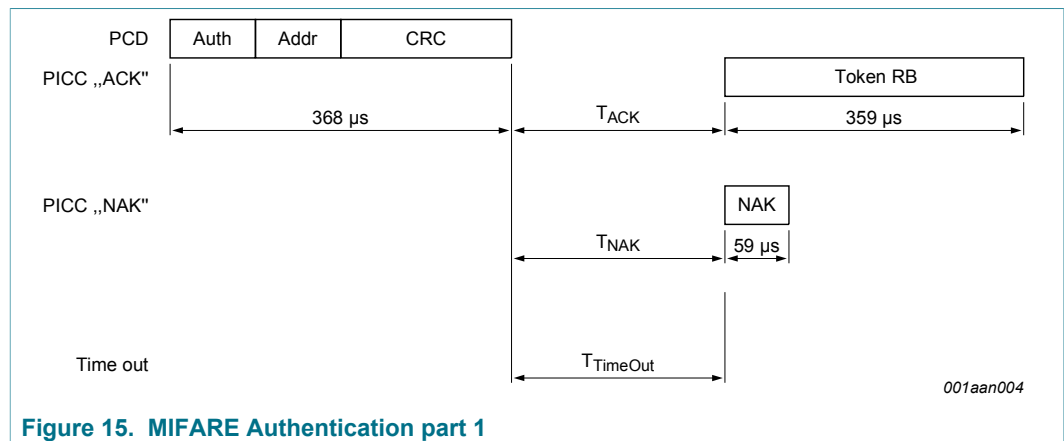 PCD Auth Addr CRC
PICC ,,ACK" Token RB
368 µs TACK 359 µs
PICC ,,NAK" NAK
TNAK 59 µs
Time out TTimeOut
001aan004
Figure 15. MIFARE Authentication part 1